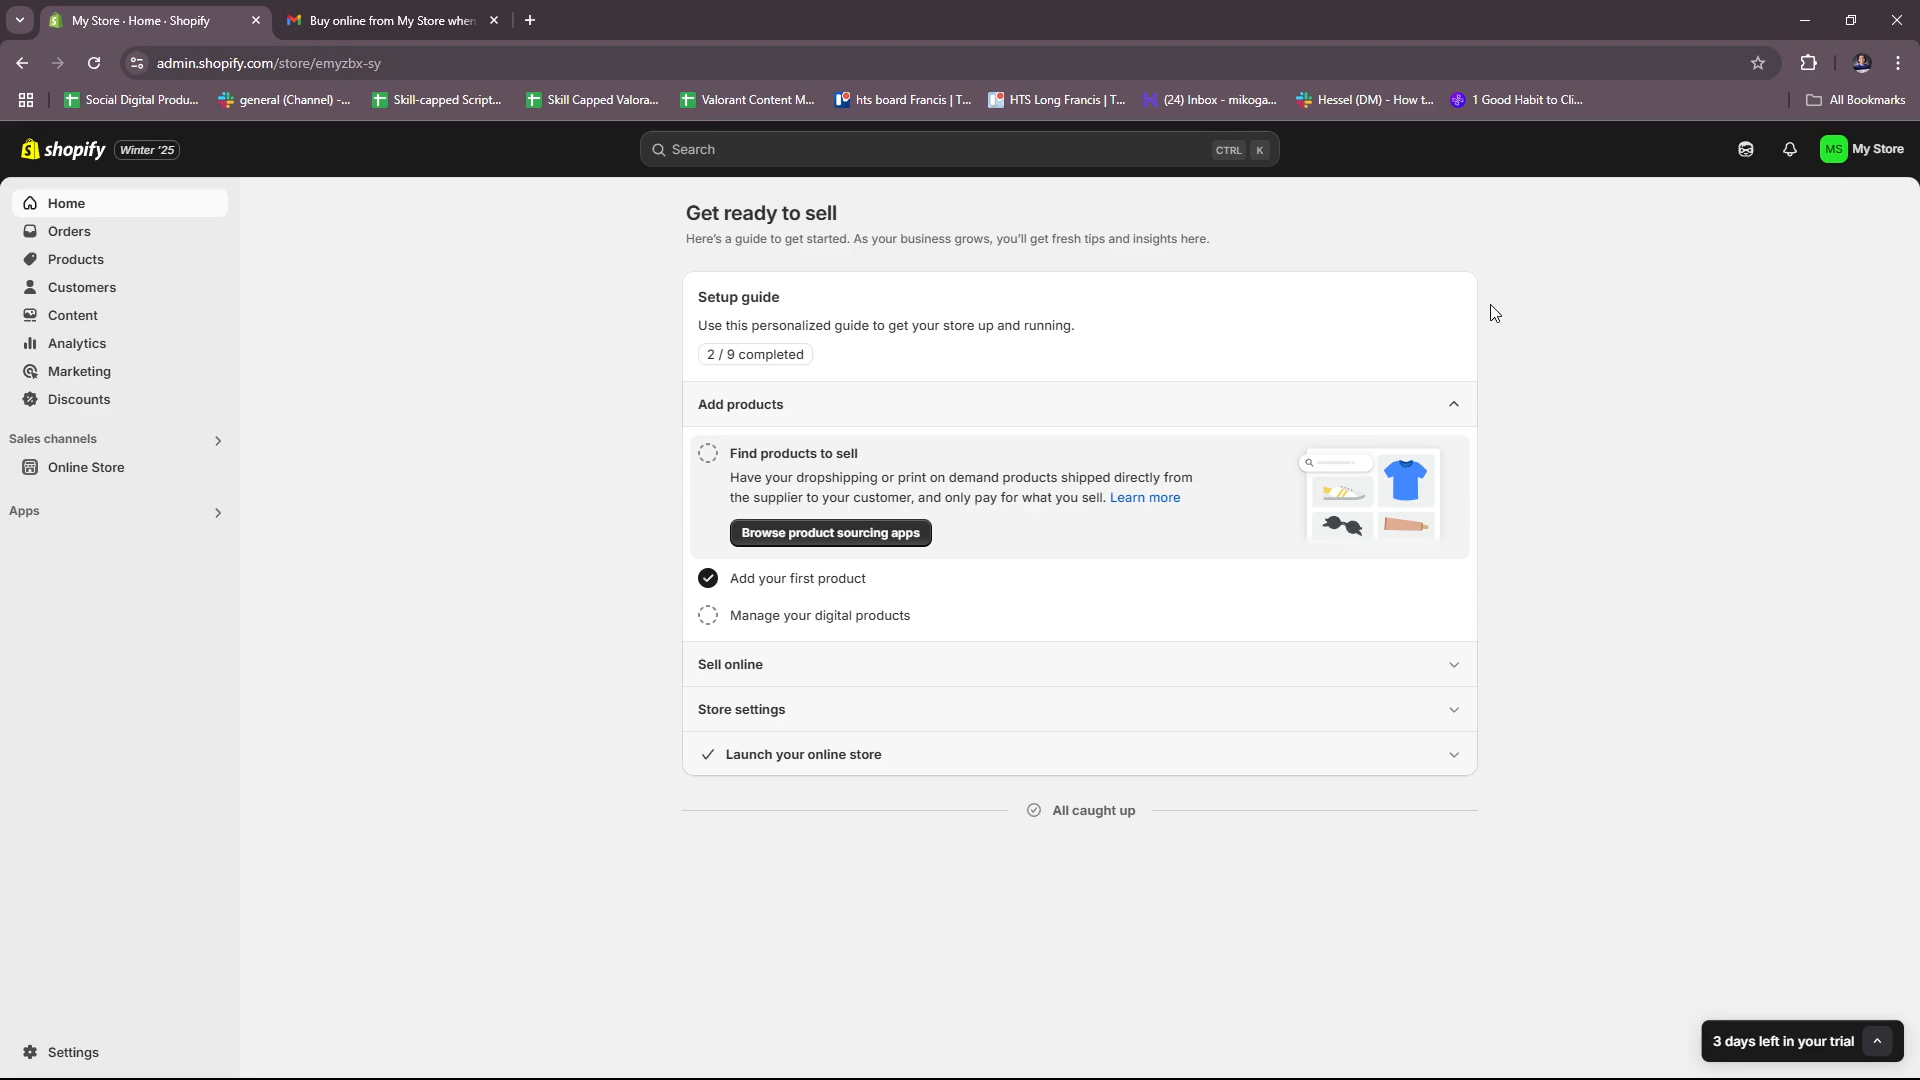 My Store · Home · Shopify
Buy online from My Store when
admin.shopify.com/store/emyzbx-sy
Social Digital Produ...
general (Channel) -...
Skill-capped Script...
Skill Capped Valora...
Valorant Content M...
hts board Francis | T...
HTS Long Francis | T...
(24) Inbox - mikoga...
Hessel (DM) - How t...
1 Good Habit to Cli...
All Bookmarks
shopify
Winter '25
Search
CTRL K
MS
My Store
Home
Orders
Products
Customers
Content
Analytics
Marketing
Discounts
Sales channels
Online Store
Apps
Settings
Get ready to sell
Here's a guide to get started. As your business grows, you'll get fresh tips and insights here.
Setup guide
Use this personalized guide to get your store up and running.
2 / 9 completed
Add products
Find products to sell
Have your dropshipping or print on demand products shipped directly from
the supplier to your customer, and only pay for what you sell. Learn more
Browse product sourcing apps
Add your first product
Manage your digital products
Sell online
Store settings
Launch your online store
All caught up
3 days left in your trial